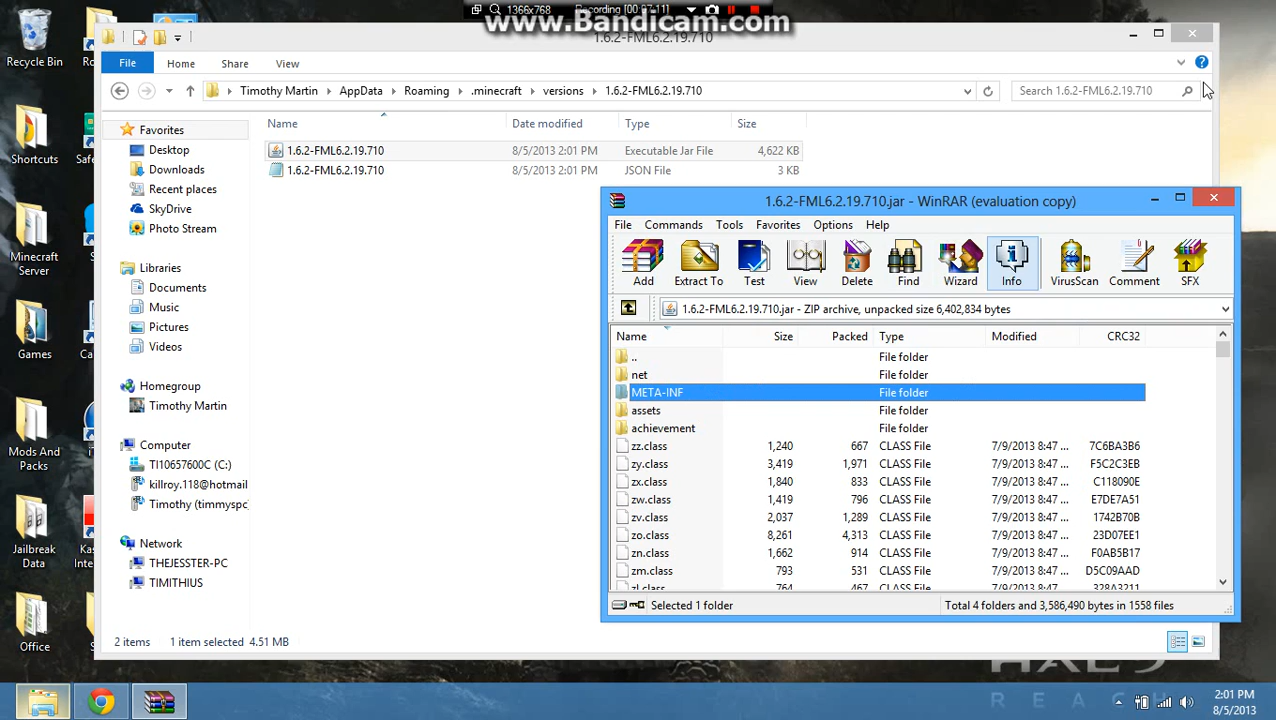 1366x768 Recording [00:07:11]
www.Bandicam.com
1.6.2-FML6.2.19.710
File Home Share View
Timothy Martin AppData Roaming .minecraft versions 1.6.2-FML6.2.19.710
Search 1.6.2-FML6.2.19.710
Name Date modified Type Size
1.6.2-FML6.2.19.710 8/5/2013 2:01 PM Executable Jar File 4,622 KB
1.6.2-FML6.2.19.710 8/5/2013 2:01 PM JSON File 3 KB
Favorites
Desktop
Downloads
Recent places
SkyDrive
Photo Stream
Libraries
Documents
Music
Pictures
Videos
Homegroup
Timothy Martin
Computer
TI10657600C (C:)
killroy.118@hotmail
Timothy (timmyspc)
Network
THEJESSTER-PC
TIMITHIUS
2 items 1 item selected 4.51 MB
1.6.2-FML6.2.19.710.jar - WinRAR (evaluation copy)
File Commands Tools Favorites Options Help
Add Extract To Test View Delete Find Wizard Info VirusScan Comment SFX
1.6.2-FML6.2.19.710.jar - ZIP archive, unpacked size 6,402,834 bytes
Name Size Packed Type Modified CRC32
.. File folder
net File folder
META-INF File folder
assets File folder
achievement File folder
zz.class 1,240 667 CLASS File 7/9/2013 8:47 ... 7C6BA3B6
zy.class 3,419 1,971 CLASS File 7/9/2013 8:47 ... F5C2C3EB
zx.class 1,840 833 CLASS File 7/9/2013 8:47 ... C118090E
zw.class 1,419 796 CLASS File 7/9/2013 8:47 ... E7DE7A51
zv.class 2,037 1,289 CLASS File 7/9/2013 8:47 ... 1742B70B
zo.class 8,261 4,313 CLASS File 7/9/2013 8:47 ... 23D07EE1
zn.class 1,662 914 CLASS File 7/9/2013 8:47 ... F0AB5B17
zm.class 793 531 CLASS File 7/9/2013 8:47 ... D5C09AAD
zl.class 764 467 CLASS File 7/9/2013 8:47 ... 328A3211
Selected 1 folder Total 4 folders and 3,586,490 bytes in 1558 files
Recycle Bin
Shortcuts
Minecraft
Server
Games
Mods And
Packs
Jailbreak
Data
Office
REACH
2:01 PM
8/5/2013